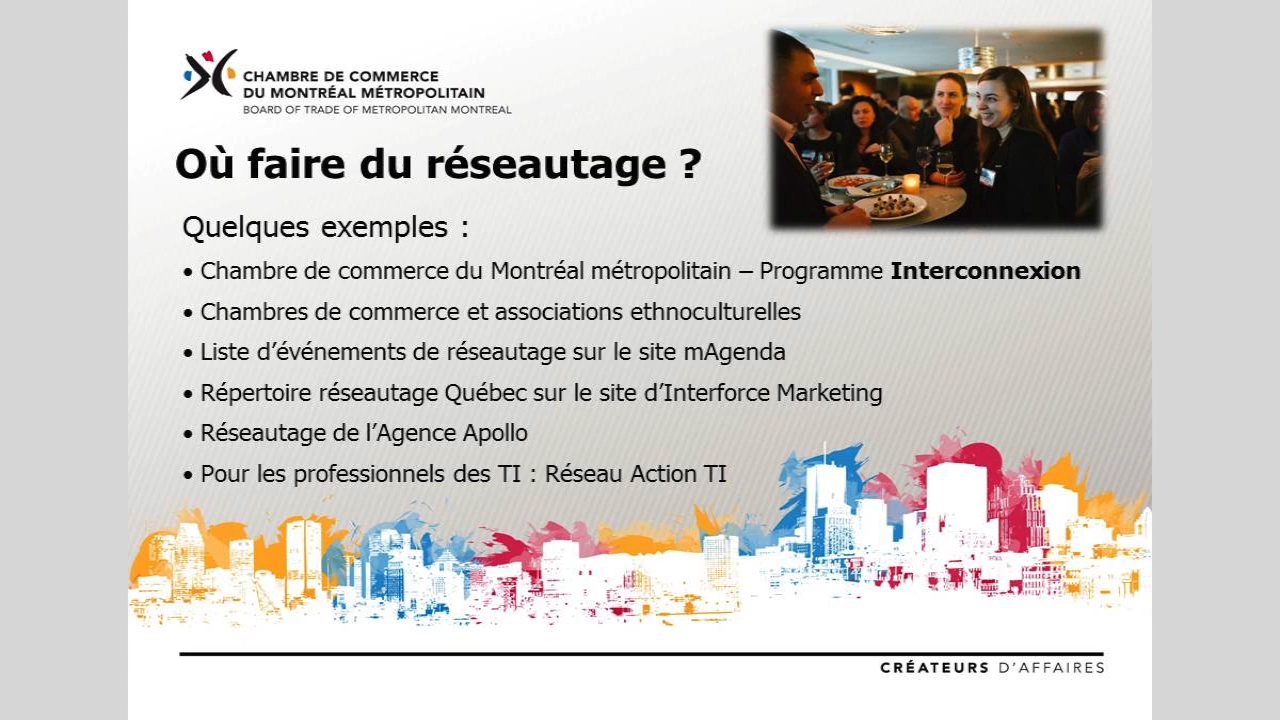 CHAMBRE DE COMMERCE
DU MONTRÉAL MÉTROPOLITAIN
BOARD OF TRADE OF METROPOLITAN MONTREAL
Où faire du réseautage ?
Quelques exemples :
• Chambre de commerce du Montréal métropolitain – Programme Interconnexion
• Chambres de commerce et associations ethnoculturelles
• Liste d’événements de réseautage sur le site mAgenda
• Répertoire réseautage Québec sur le site d’Interforce Marketing
• Réseautage de l’Agence Apollo
• Pour les professionnels des TI : Réseau Action TI
CRÉATEURS D’AFFAIRES